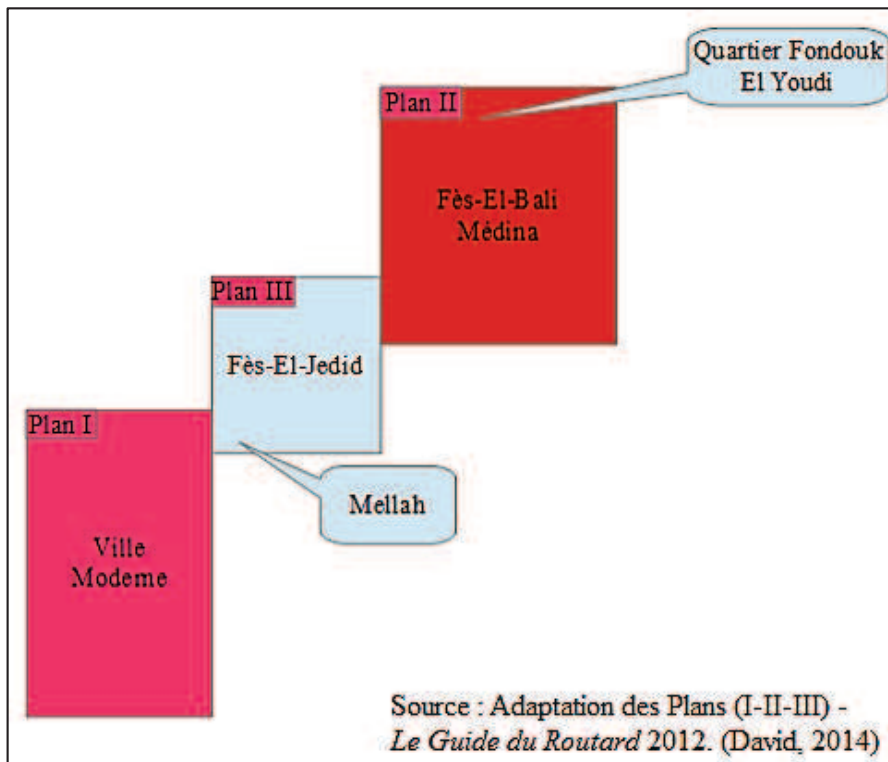 Quartier Fondouk
El Youdi
Plan II
Fès-El-Bali
Médina
Plan III
Fès-El-Jedid
Mellah
Plan I
Ville
Modeme
Source : Adaptation des Plans (I-II-III) -
Le Guide du Routard 2012. (David, 2014)